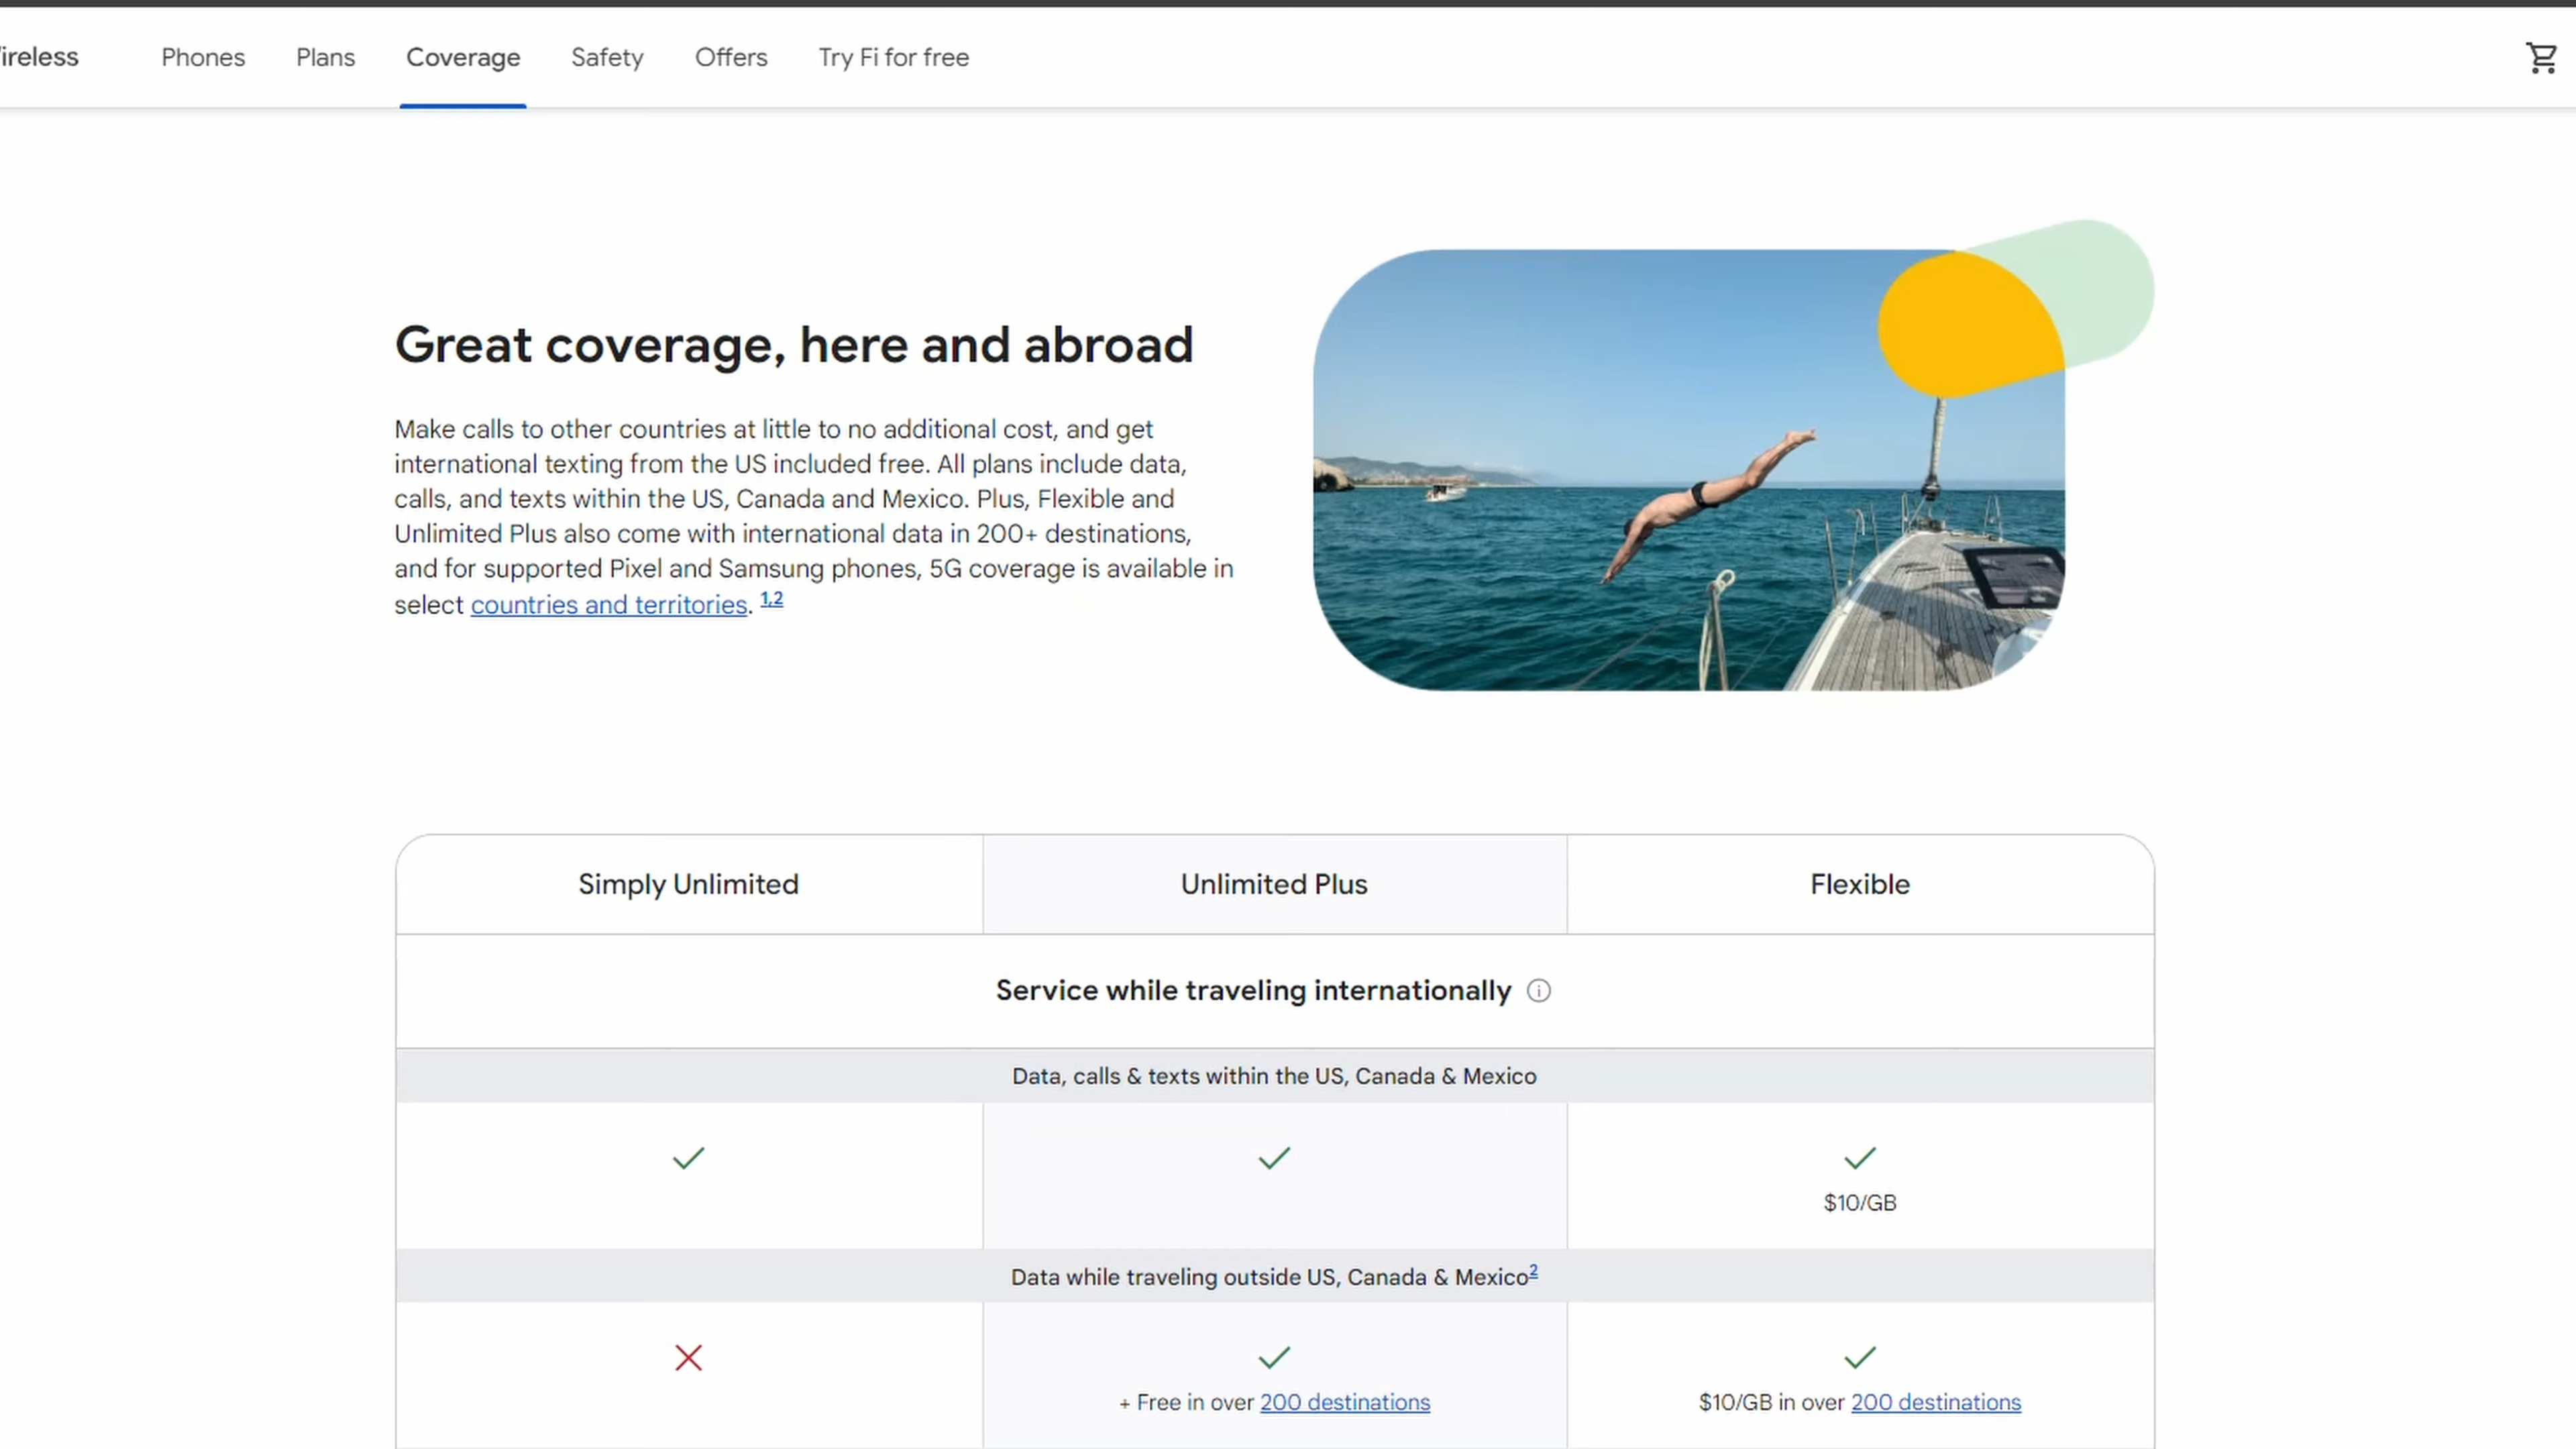 ireless
Phones
Plans
Coverage
Safety
Offers
Try Fi for free
Great coverage, here and abroad
Make calls to other countries at little to no additional cost, and get
international texting from the US included free. All plans include data,
calls, and texts within the US, Canada and Mexico. Plus, Flexible and
Unlimited Plus also come with international data in 200+ destinations,
and for supported Pixel and Samsung phones, 5G coverage is available in
select countries and territories. 1,2
Simply Unlimited
Unlimited Plus
Flexible
Service while traveling internationally
Data, calls & texts within the US, Canada & Mexico
$10/GB
Data while traveling outside US, Canada & Mexico2
+ Free in over 200 destinations
$10/GB in over 200 destinations